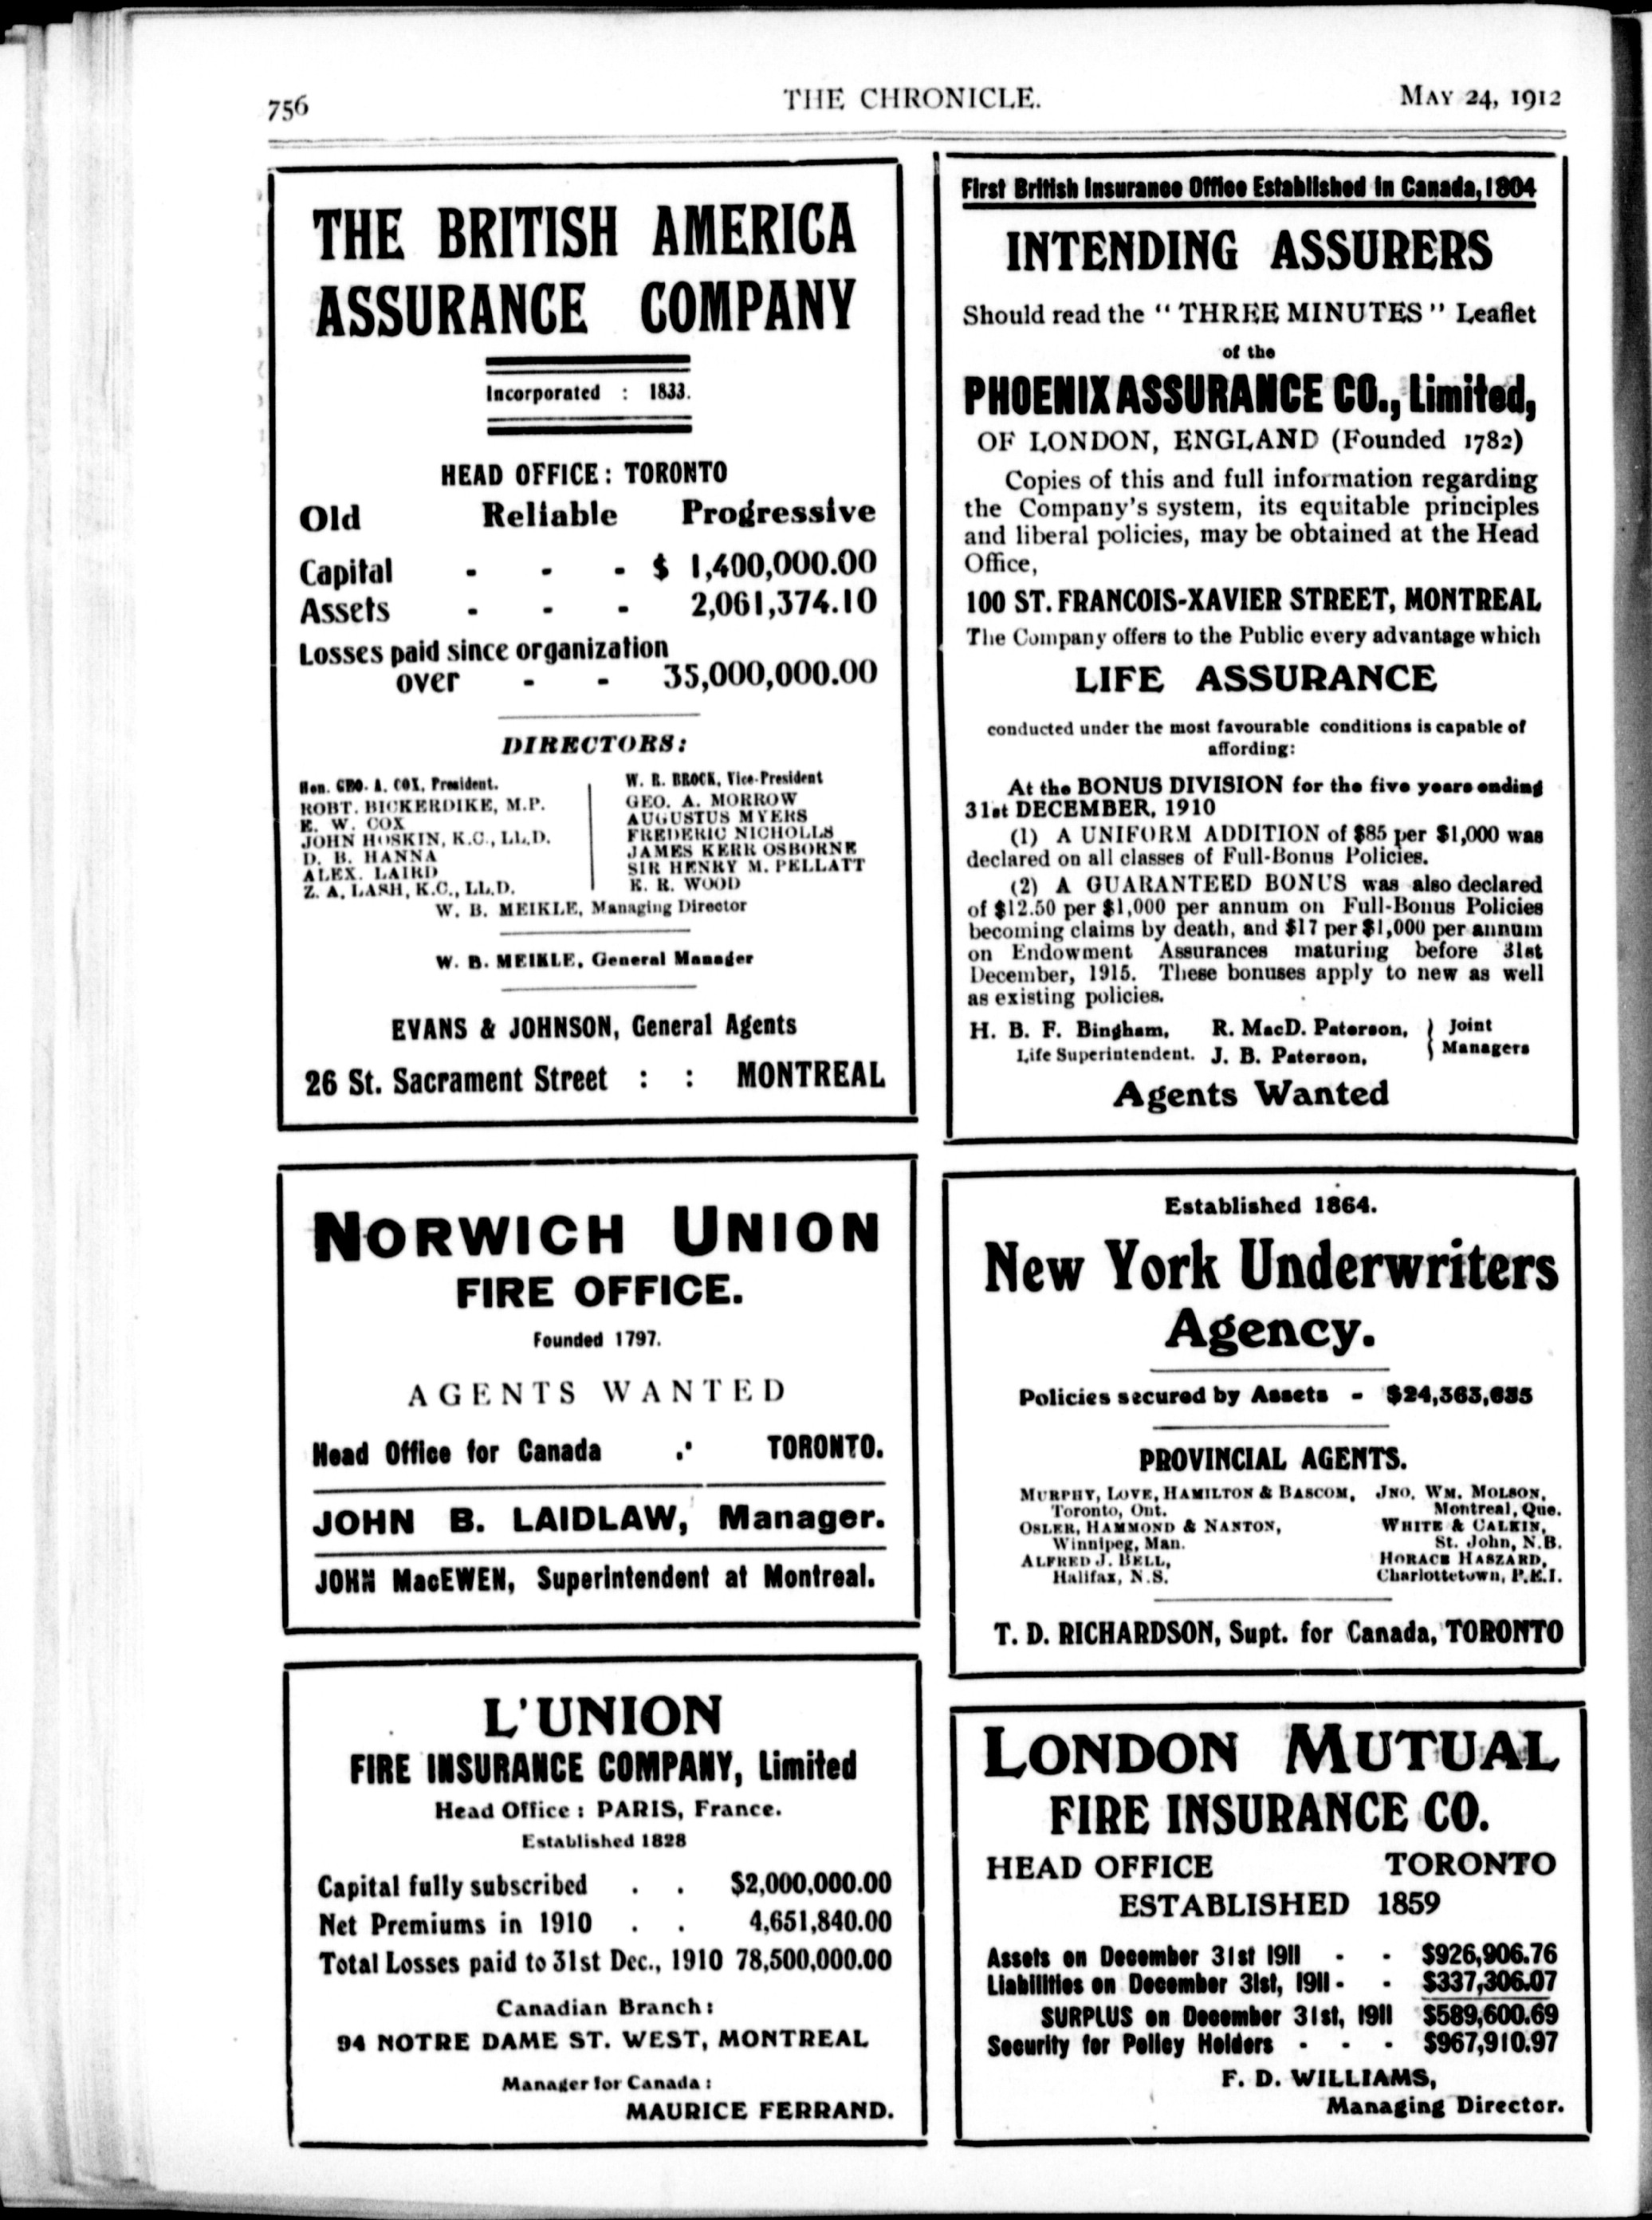 756
THE CHRONICLE.
MAY 24, 1912
THE BRITISH AMERICA
ASSURANCE COMPANY
Incorporated : 1833.
HEAD OFFICE: TORONTO
Old Reliable Progressive
Capital - - - $ 1,400,000.00
Assets - - - 2,061,374.10
Losses paid since organization
over - - 35,000,000.00
DIRECTORS:
Hon. GEO. A. COX, President.
ROBT. BICKERDIKE, M.P.
E. W. COX
JOHN HOSKIN, K.C., LL.D.
D. B. HANNA
ALEX. LAIRD
Z. A. LASH, K.C., LL.D.
W. R. BROCK, Vice-President
GEO. A. MORROW
AUGUSTUS MYERS
FREDERIC NICHOLLS
JAMES KERR OSBORNE
SIR HENRY M. PELLATT
E. R. WOOD
W. B. MEIKLE, Managing Director
W. B. MEIKLE, General Manager
EVANS & JOHNSON, General Agents
26 St. Sacrament Street : : MONTREAL
First British Insurance Office Established in Canada, 1804
INTENDING ASSURERS
Should read the "THREE MINUTES" Leaflet
of the
PHOENIX ASSURANCE CO., Limited,
OF LONDON, ENGLAND (Founded 1782)
Copies of this and full information regarding
the Company's system, its equitable principles
and liberal policies, may be obtained at the Head
Office,
100 ST. FRANCOIS-XAVIER STREET, MONTREAL
The Company offers to the Public every advantage which
LIFE ASSURANCE
conducted under the most favourable conditions is capable of
affording:
At the BONUS DIVISION for the five years ending
31st DECEMBER, 1910
(1) A UNIFORM ADDITION of $85 per $1,000 was
declared on all classes of Full-Bonus Policies.
(2) A GUARANTEED BONUS was also declared
of $12.50 per $1,000 per annum on Full-Bonus Policies
becoming claims by death, and $17 per $1,000 per annum
on Endowment Assurances maturing before 31st
December, 1915. These bonuses apply to new as well
as existing policies.
H. B. F. Bingham, R. MacD. Paterson, } Joint
Life Superintendent. J. B. Paterson, } Managers
Agents Wanted
NORWICH UNION
FIRE OFFICE.
Founded 1797.
AGENTS WANTED
Head Office for Canada .· TORONTO.
JOHN B. LAIDLAW, Manager.
JOHN MacEWEN, Superintendent at Montreal.
Established 1864.
New York Underwriters
Agency.
Policies secured by Assets - $24,363,635
PROVINCIAL AGENTS.
MURPHY, LOVE, HAMILTON & BASCOM,
Toronto, Ont.
OSLER, HAMMOND & NANTON,
Winnipeg, Man.
ALFRED J. BELL,
Halifax, N.S.
JNO. WM. MOLSON,
Montreal, Que.
WHITE & CALKIN,
St. John, N.B.
HORACE HASZARD,
Charlottetown, P.E.I.
T. D. RICHARDSON, Supt. for Canada, TORONTO
L'UNION
FIRE INSURANCE COMPANY, Limited
Head Office : PARIS, France.
Established 1828
Capital fully subscribed . . $2,000,000.00
Net Premiums in 1910 . . 4,651,840.00
Total Losses paid to 31st Dec., 1910 78,500,000.00
Canadian Branch:
94 NOTRE DAME ST. WEST, MONTREAL
Manager for Canada:
MAURICE FERRAND.
LONDON MUTUAL
FIRE INSURANCE CO.
HEAD OFFICE TORONTO
ESTABLISHED 1859
Assets on December 31st 1911 - - $926,906.76
Liabilities on December 31st, 1911 - - $337,306.07
SURPLUS on December 31st, 1911 $589,600.69
Security for Policy Holders - - - $967,910.97
F. D. WILLIAMS,
Managing Director.